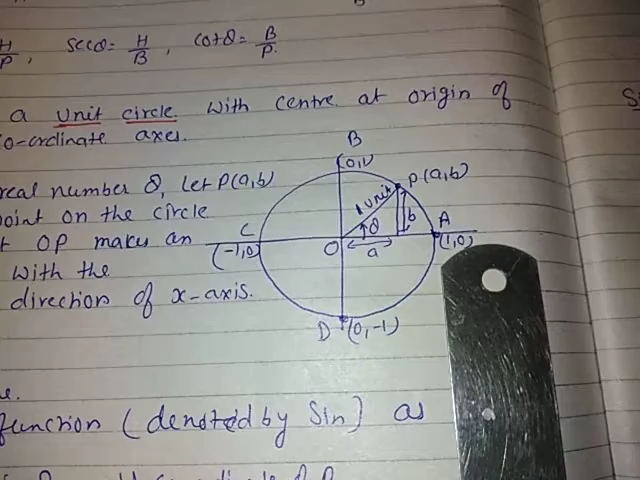 H/P, secθ = H/B, cotθ = B/P.
a unit circle with centre at origin of
co-ordinate axes.
B
(0,1)
real number θ, let P(a,b)
P(a,b)
point on the circle
1 unit
b
C
A
OP makes an
(-1,0)
O
θ
a
(1,0)
with the
direction of x-axis.
D (0,-1)
function (denoted by Sin) as